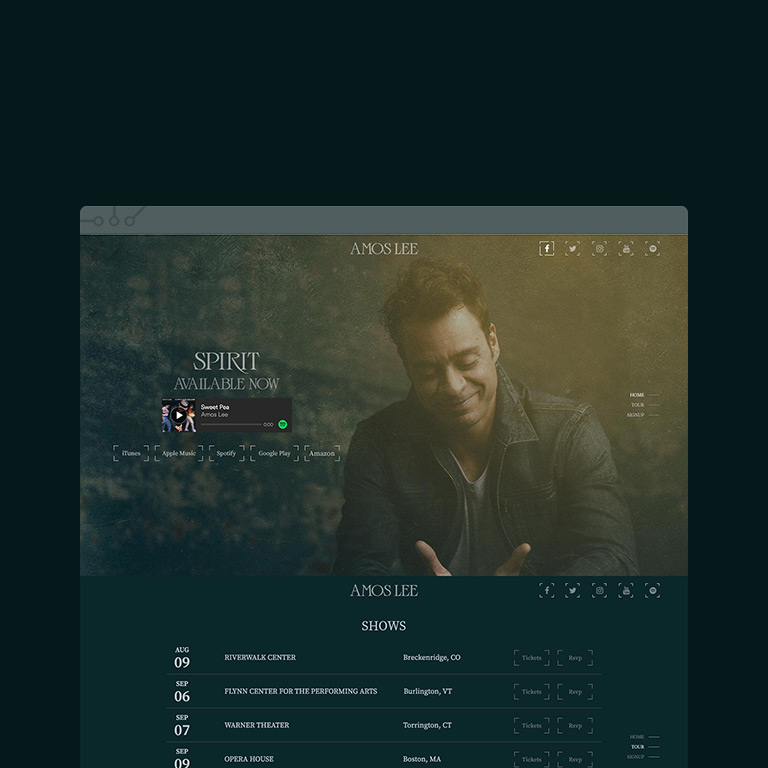 AMOS LEE
SPIRIT
AVAILABLE NOW
Sweet Pea
Amos Lee
0:00
iTunes
Apple Music
Spotify
Google Play
Amazon
HOME
TOUR
SIGNUP
AMOS LEE
SHOWS
AUG
09
RIVERWALK CENTER
Breckenridge, CO
Tickets
Rsvp
SEP
06
FLYNN CENTER FOR THE PERFORMING ARTS
Burlington, VT
Tickets
Rsvp
SEP
07
WARNER THEATER
Torrington, CT
Tickets
Rsvp
HOME
TOUR
SIGNUP
SEP
09
OPERA HOUSE
Boston, MA
Tickets
Rsvp